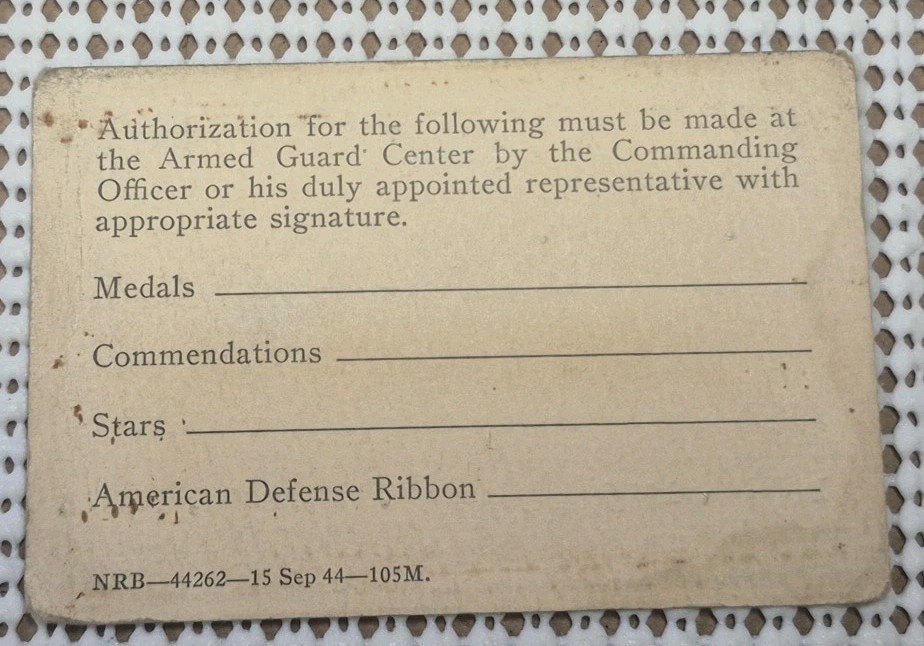 Authorization for the following must be made at
the Armed Guard Center by the Commanding
Officer or his duly appointed representative with
appropriate signature.
Medals
Commendations
Stars
American Defense Ribbon
NRB—44262—15 Sep 44—105M.